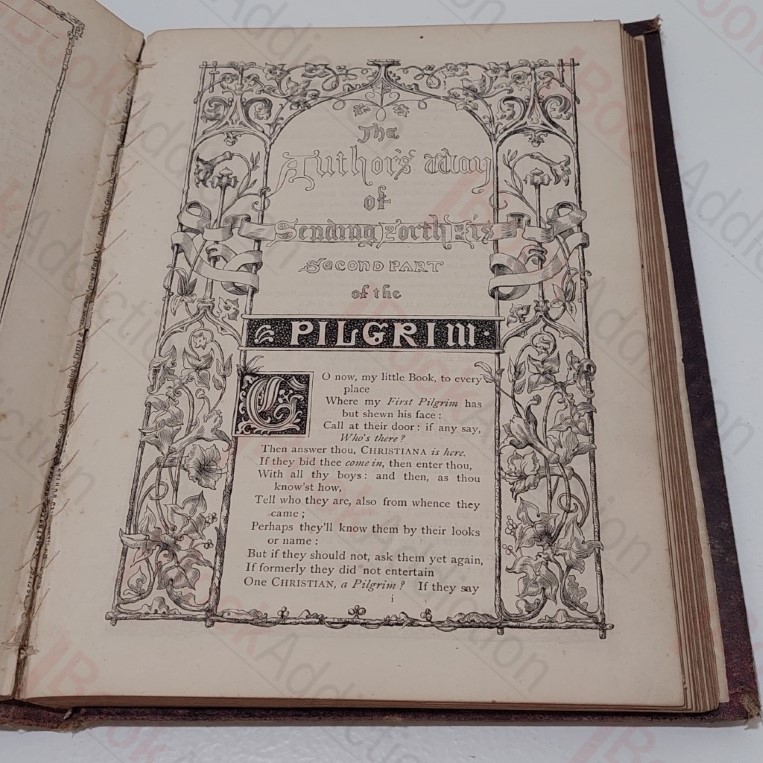 The
Author's Way
of
Sending Forth His
SECOND PART
of the
PILGRIM.
GO now, my little Book, to every
place
Where my First Pilgrim has
but shewn his face:
Call at their door: if any say,
Who's there?
Then answer thou, CHRISTIANA is here.
If they bid thee come in, then enter thou,
With all thy boys: and then, as thou
know'st how,
Tell who they are, also from whence they
came;
Perhaps they'll know them by their looks
or name:
But if they should not, ask them yet again,
If formerly they did not entertain
One CHRISTIAN, a Pilgrim? If they say
i
BookAddiction